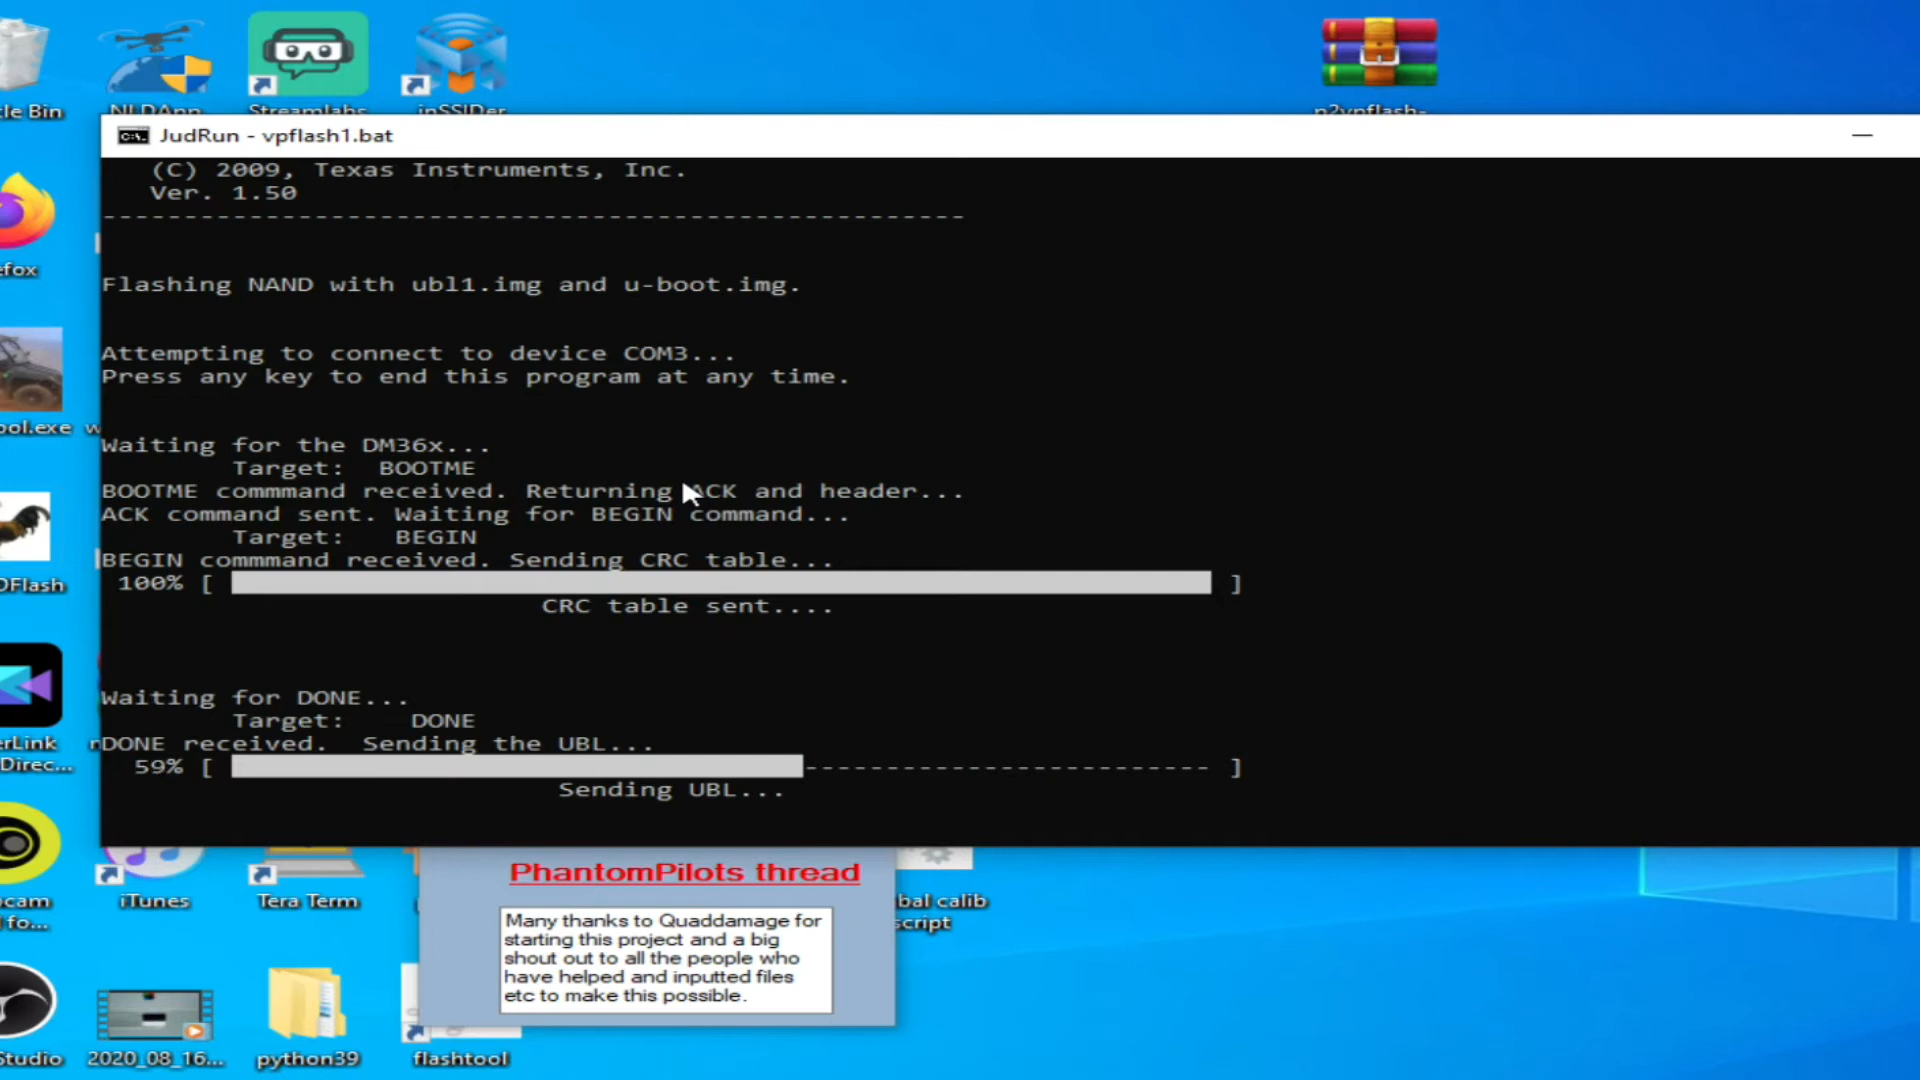 cle Bin
NLDApp
Streamlabs
inSSIDer
p2vpflash-
JudRun - vpflash1.bat
(C) 2009, Texas Instruments, Inc.
Ver. 1.50
-----------------------------------------------------
Flashing NAND with ubl1.img and u-boot.img.
Attempting to connect to device COM3...
Press any key to end this program at any time.
Waiting for the DM36x...
Target: BOOTME
BOOTME commmand received. Returning ACK and header...
ACK command sent. Waiting for BEGIN command...
Target: BEGIN
BEGIN commmand received. Sending CRC table...
100% [ ]
CRC table sent....
Waiting for DONE...
Target: DONE
DONE received. Sending the UBL...
59% [ ------------------------- ]
Sending UBL...
efox
ool.exe
w
DFlash
erLink
Direc...
cam
fo...
iTunes
Tera Term
bal calib
script
PhantomPilots thread
Many thanks to Quaddamage for
starting this project and a big
shout out to all the people who
have helped and inputted files
etc to make this possible.
Studio
2020_08_16...
python39
flashtool